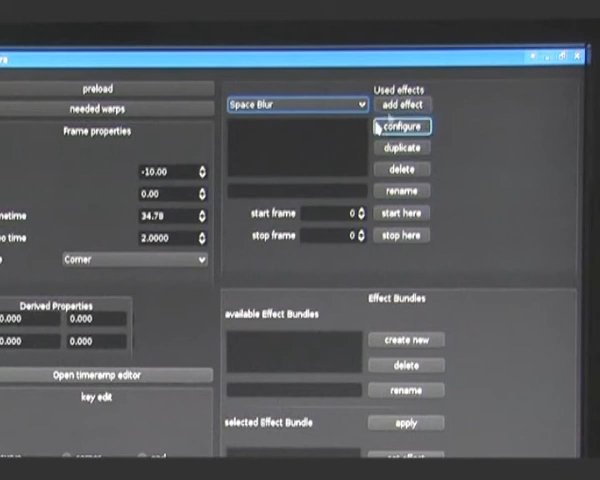 preload
needed warps
Frame properties
-10.00
0.00
34.78
2.0000
Corner
Derived Properties
0.000
0.000
0.000
0.000
Open timeramp editor
key edit
Used effects
Space Blur
add effect
configure
duplicate
delete
rename
start frame 0
start here
stop frame 0
stop here
Effect Bundles
available Effect Bundles
create new
delete
rename
selected Effect Bundle
apply